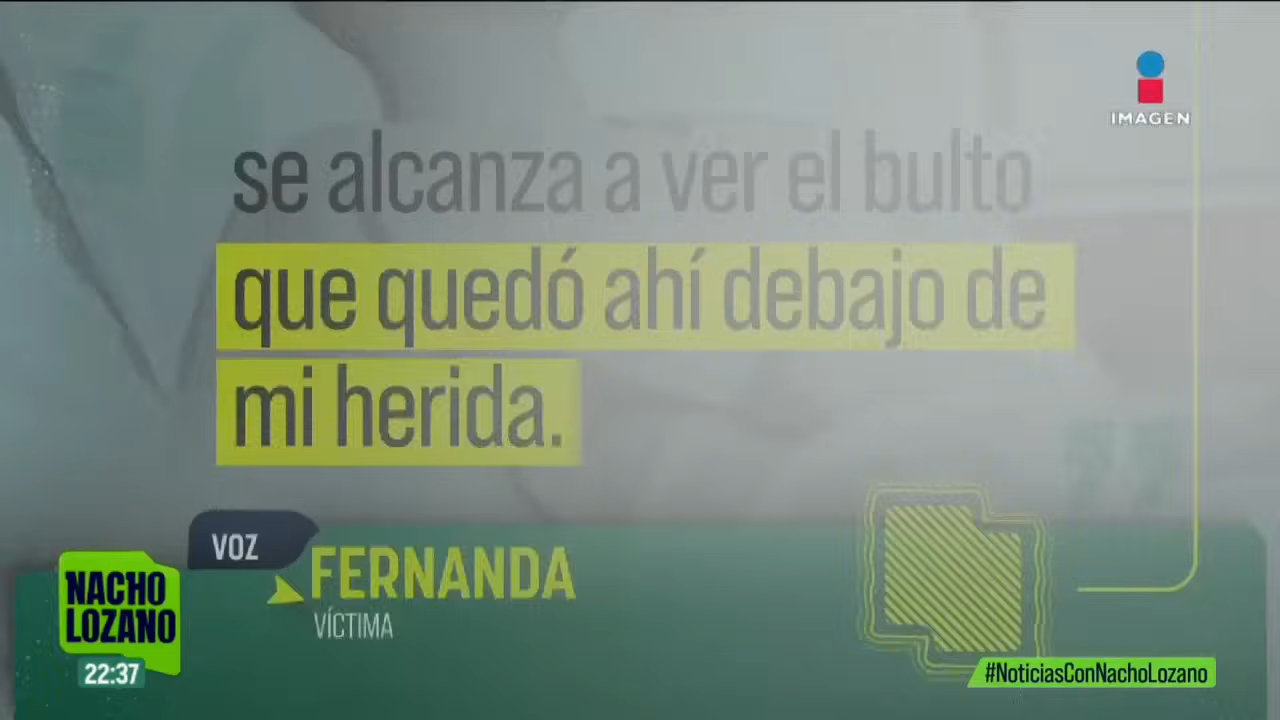 IMAGEN
se alcanza a ver el bulto
que quedó ahí debajo de
mi herida.
VOZ
FERNANDA
VÍCTIMA
NACHO
LOZANO
22:37
#NoticiasConNachoLozano